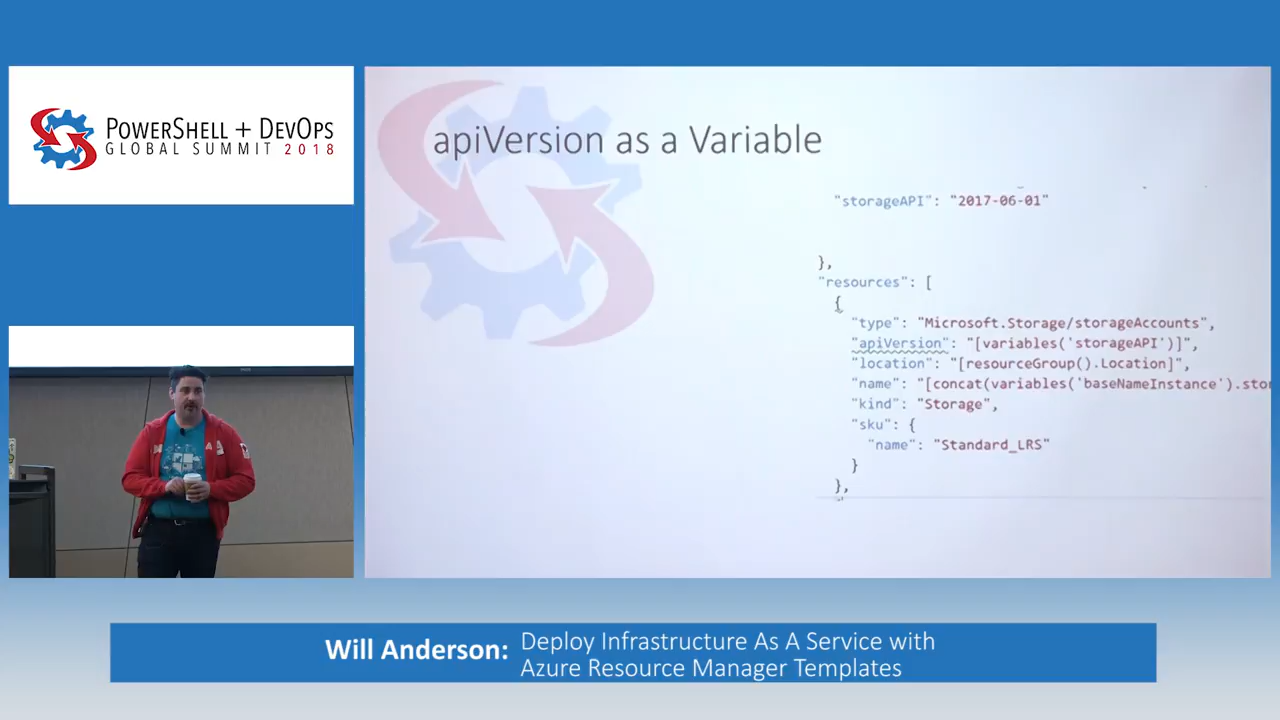 POWERSHELL + DEVOPS
GLOBAL SUMMIT 2018
apiVersion as a Variable
"storageAPI": "2017-06-01"
},
"resources": [
{
"type": "Microsoft.Storage/storageAccounts",
"apiVersion": "[variables('storageAPI')]",
"location": "[resourceGroup().Location]",
"name": "[concat(variables('baseNameInstance').sto
"kind": "Storage",
"sku": {
"name": "Standard_LRS"
}
},
Will Anderson:
Deploy Infrastructure As A Service with
Azure Resource Manager Templates